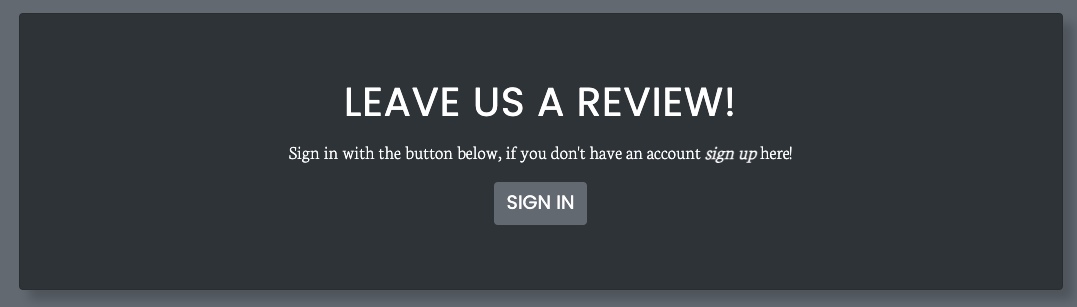 LEAVE US A REVIEW!
Sign in with the button below, if you don't have an account sign up here!
SIGN IN